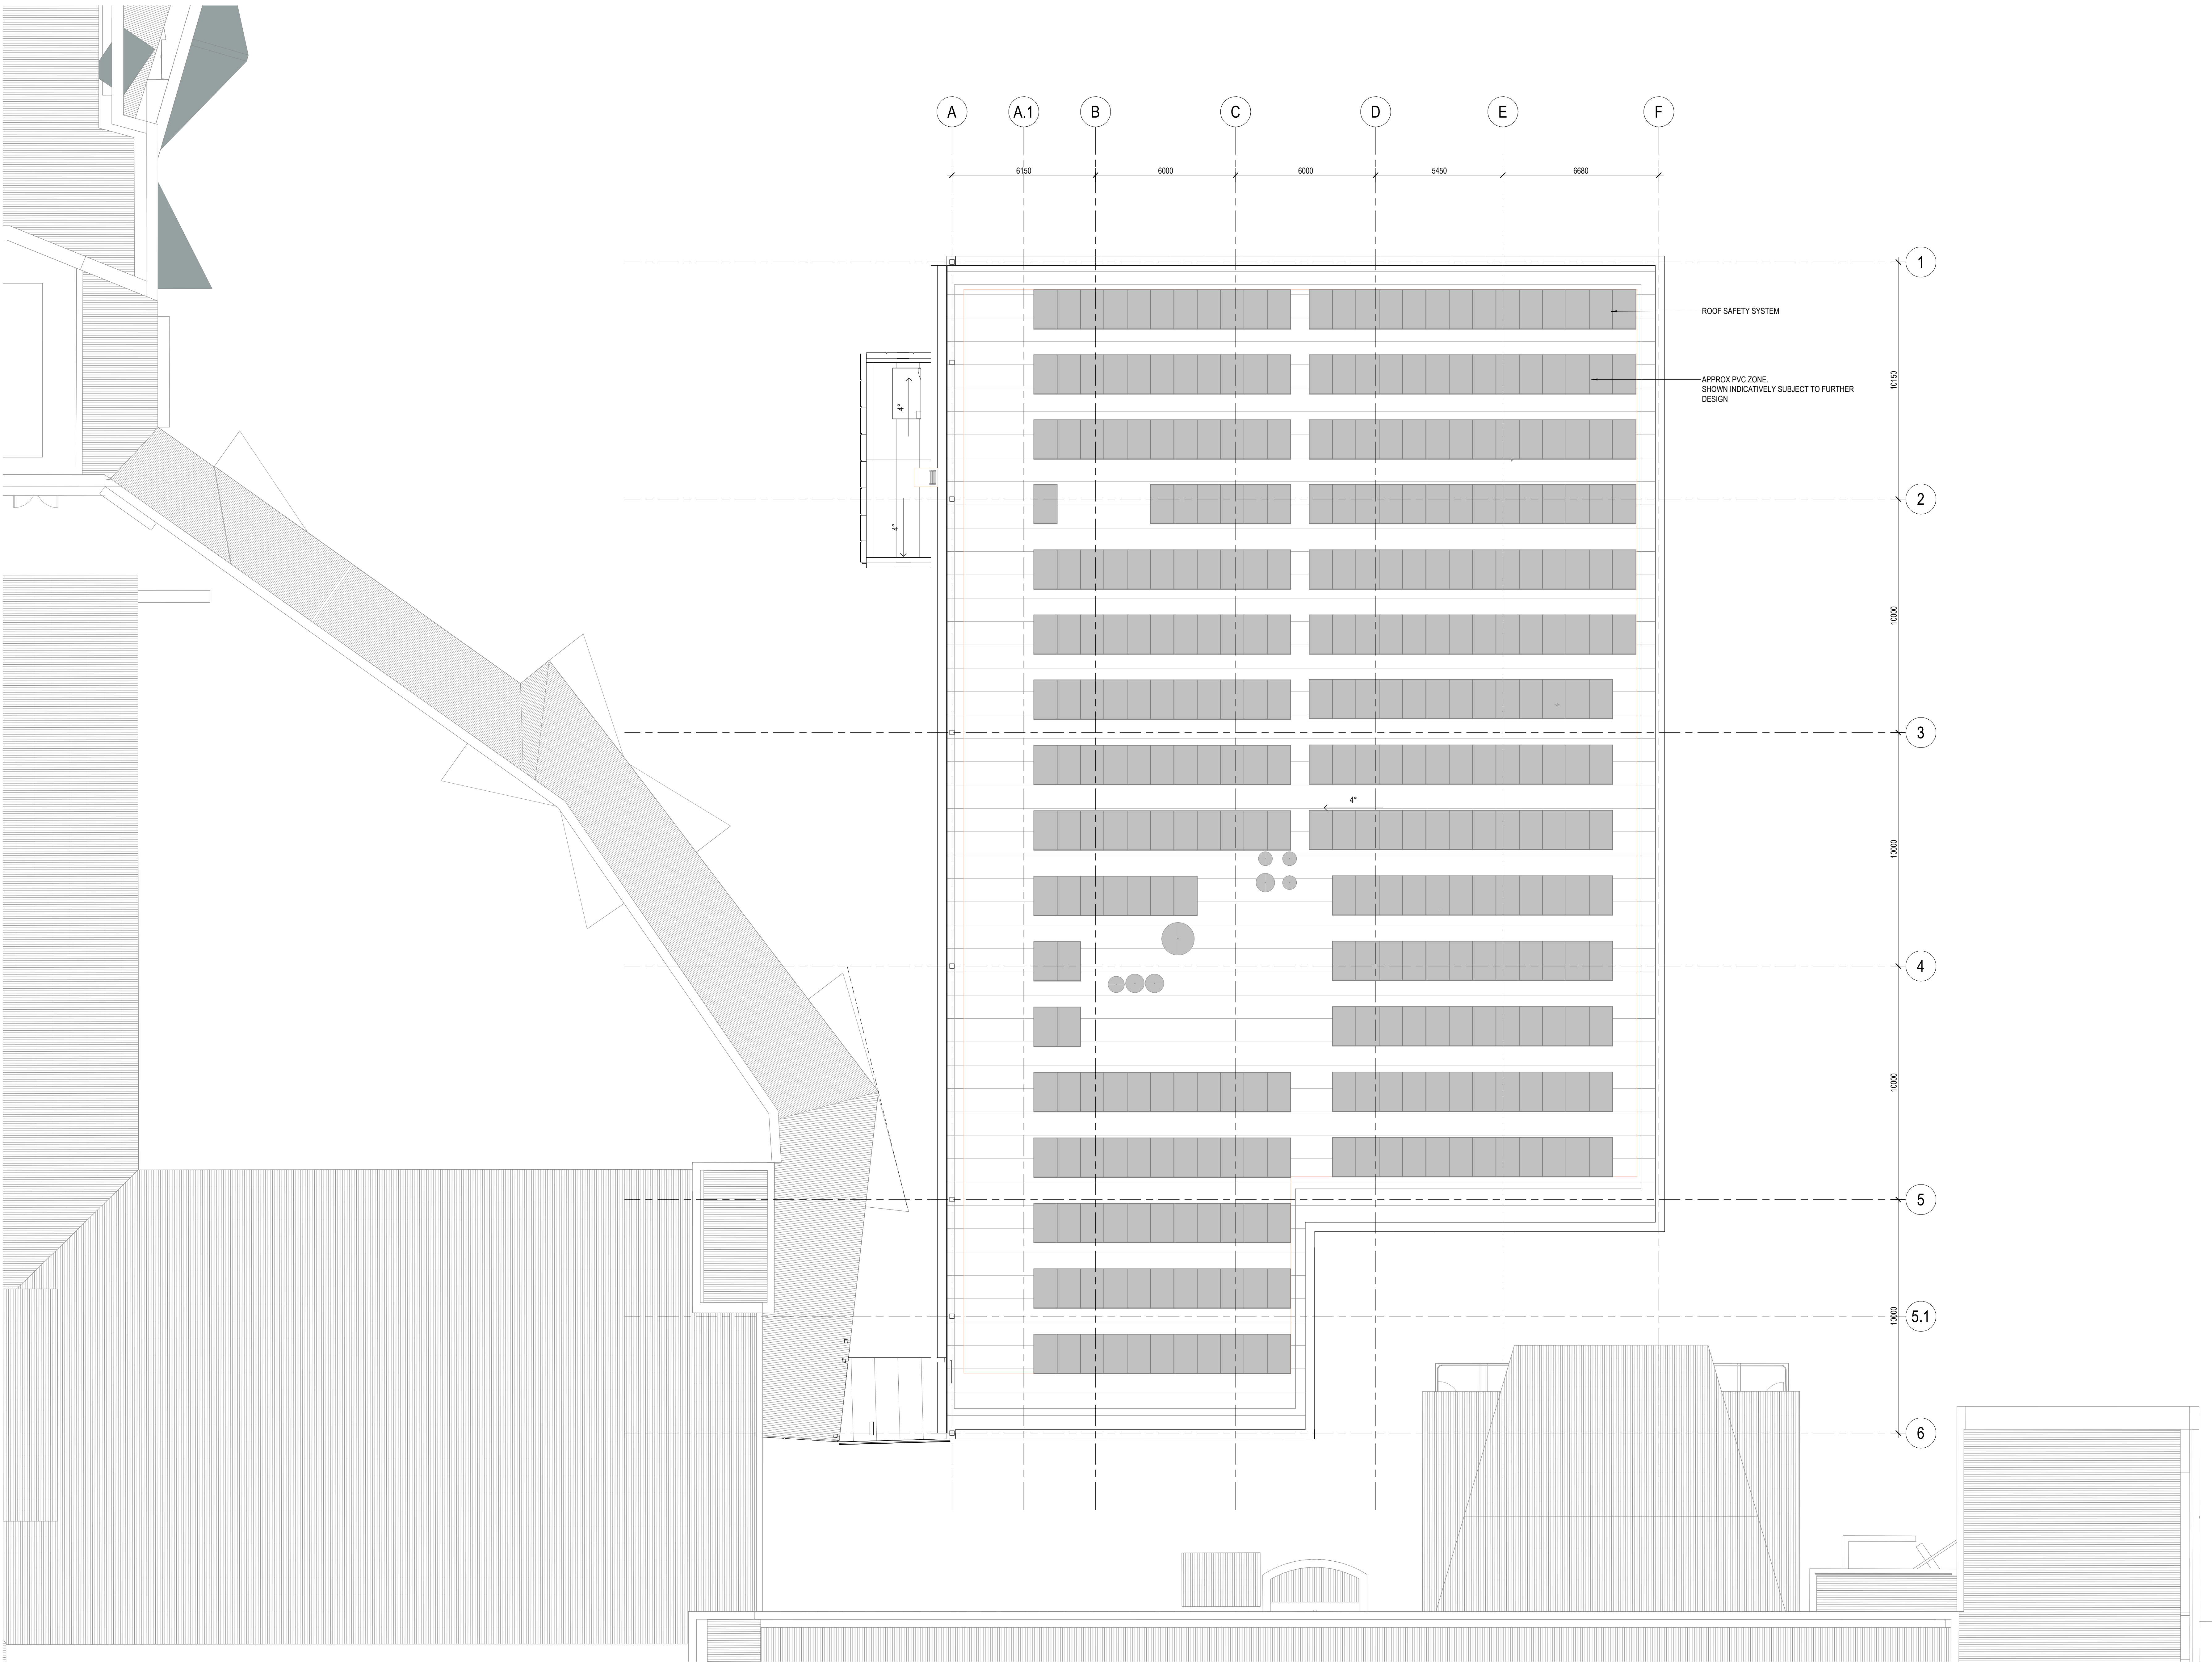 A
A.1
B
C
D
E
F
6150
6000
6000
5450
6680
1
ROOF SAFETY SYSTEM
APPROX PVC ZONE.
SHOWN INDICATIVELY SUBJECT TO FURTHER
DESIGN
10150
4°
2
4°
10000
3
4°
10000
4
10000
5
10000
5.1
6